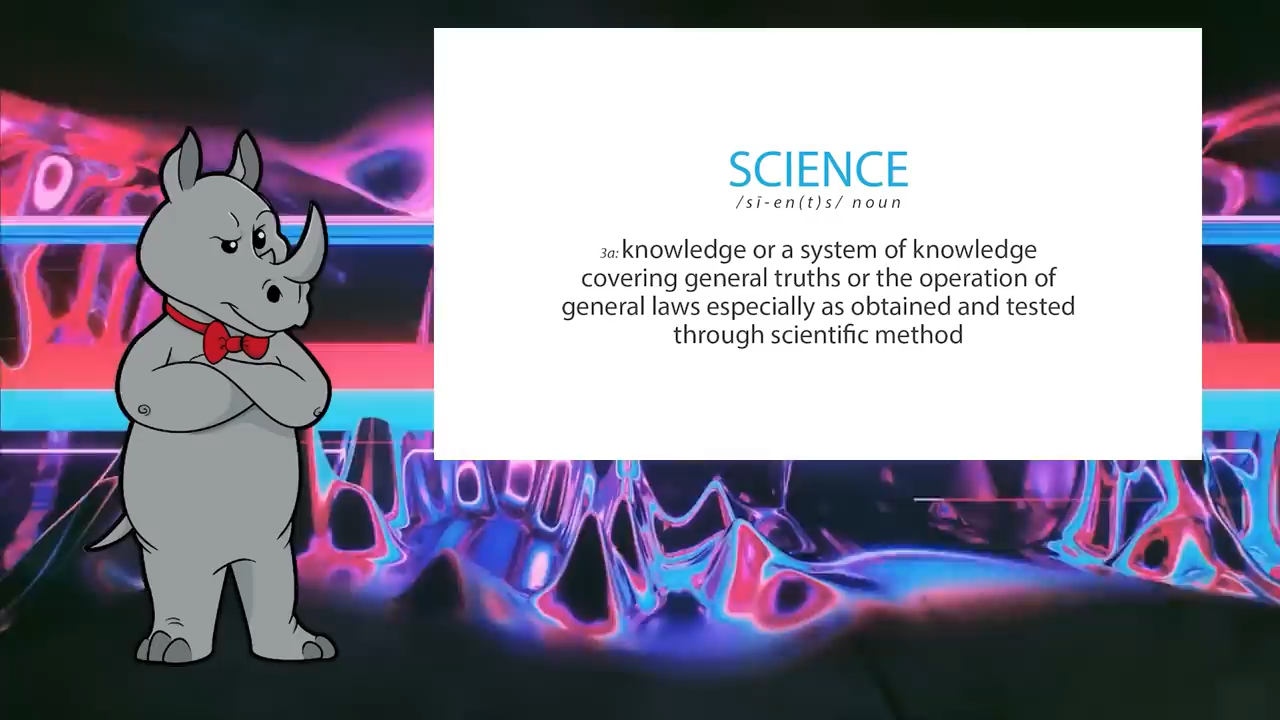 SCIENCE
/sī-en(t)s/ noun
3a: knowledge or a system of knowledge
covering general truths or the operation of
general laws especially as obtained and tested
through scientific method